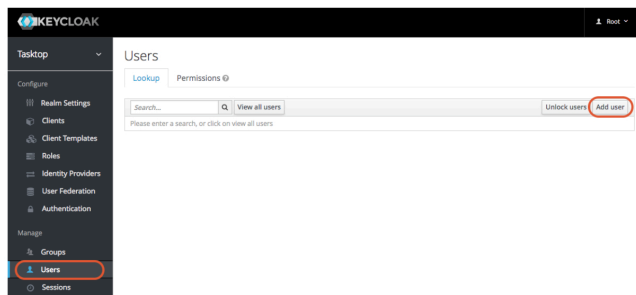 KEYCLOAK
Root
Tasktop
Users
Lookup Permissions
Configure
Search... View all users Unlock users Add user
Please enter a search, or click on view all users
Realm Settings
Clients
Client Templates
Roles
Identity Providers
User Federation
Authentication
Manage
Groups
Users
Sessions